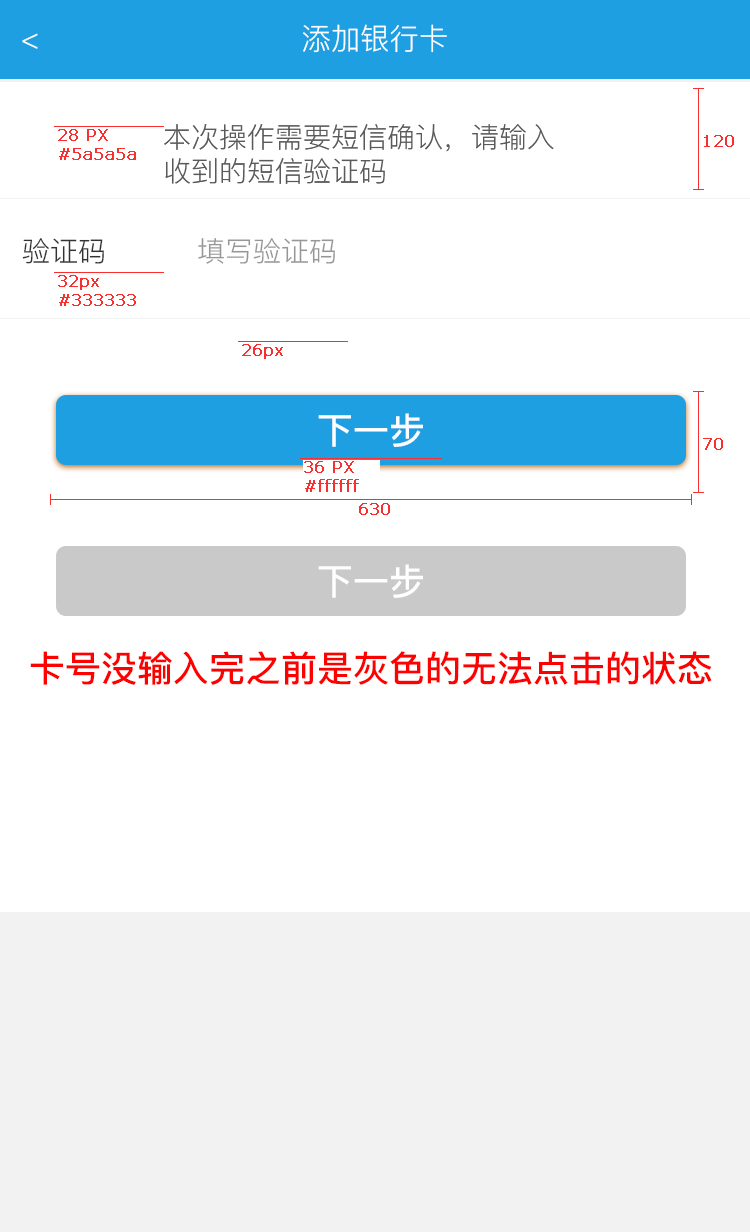 < 添加银行卡
28 PX
#5a5a5a
本次操作需要短信确认，请输入
收到的短信验证码
120
验证码 填写验证码
32px
#333333
26px
下一步
70
36 PX
#ffffff
630
下一步
卡号没输入完之前是灰色的无法点击的状态